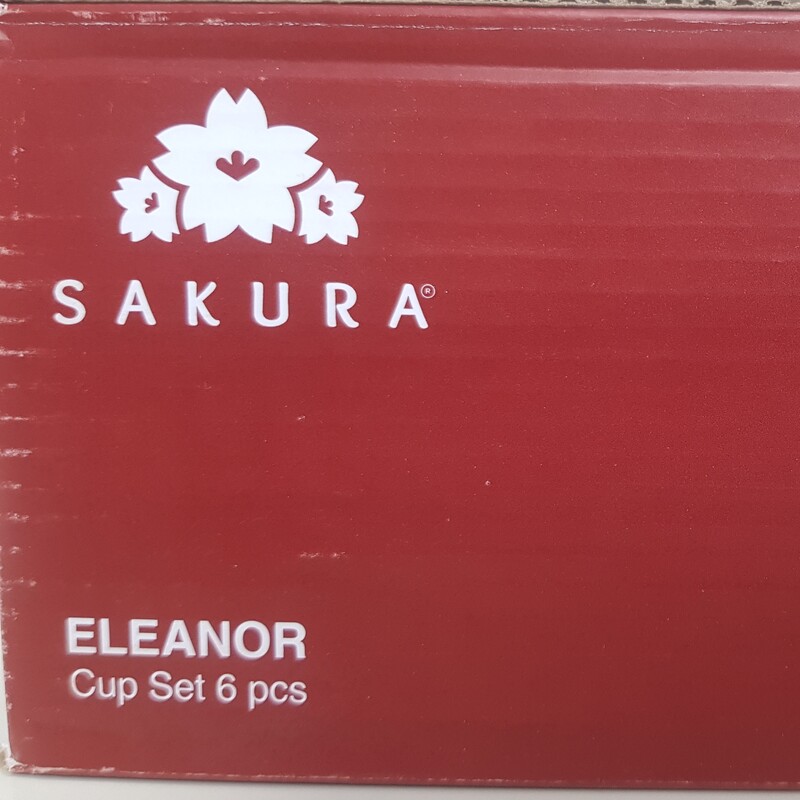 SAKURA®
ELEANOR
Cup Set 6 pcs